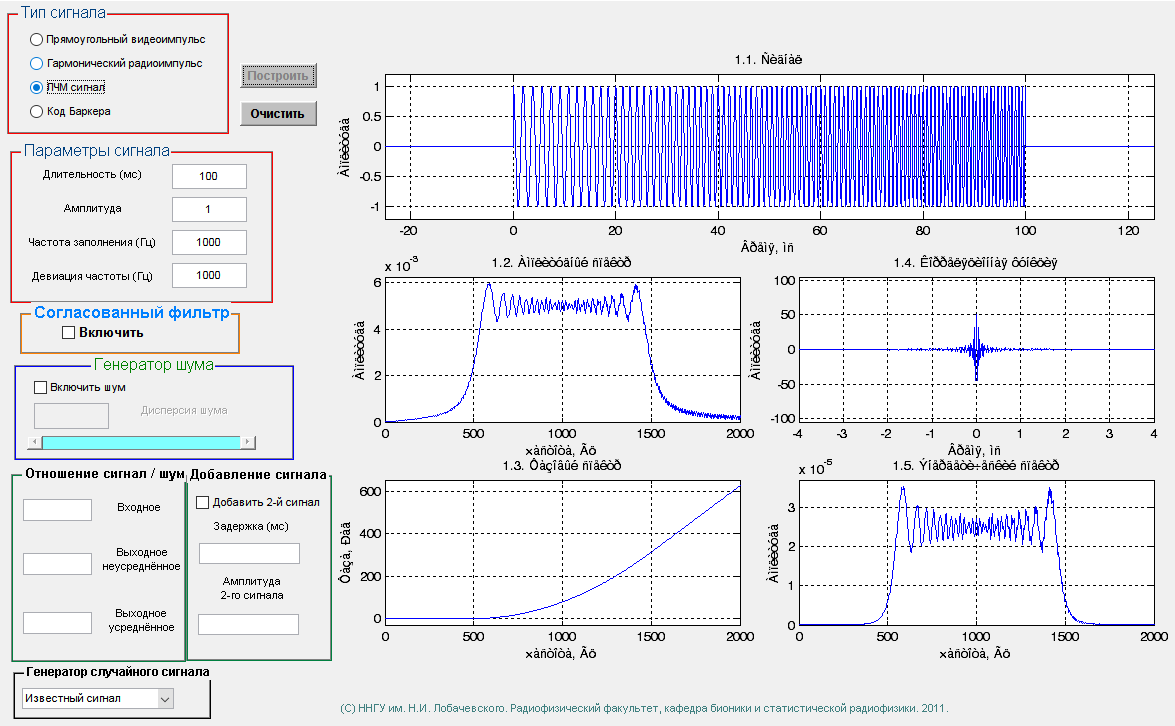 Тип сигнала
Прямоугольный видеоимпульс
Гармонический радиоимпульс
ЛЧМ сигнал
Код Баркера
Построить
Очистить
Параметры сигнала
Длительность (мс)
100
Амплитуда
1
Частота заполнения (Гц)
1000
Девиация частоты (Гц)
1000
Согласованный фильтр
Включить
Генератор шума
Включить шум
Дисперсия шума
Отношение сигнал / шум
Входное
Выходное
неусреднённое
Выходное
усреднённое
Добавление сигнала
Добавить 2-й сигнал
Задержка (мс)
Амплитуда
2-го сигнала
Генератор случайного сигнала
Известный сигнал
1.1. Ñèãíàë
Àìïëèòóäà
1
0.5
0
-0.5
-1
-20 0 20 40 60 80 100 120
Âðåìÿ, ìñ
1.2. Àìïëèòóäíûé ñïåêòð
x 10⁻³
Àìïëèòóäà
6
4
2
0
0 500 1000 1500 2000
×àñòîòà, Ãö
1.4. Êîððåëÿöèîííàÿ ôóíêöèÿ
Àìïëèòóäà
100
50
0
-50
-100
-4 -3 -2 -1 0 1 2 3 4
Âðåìÿ, ìñ
1.3. Ôàçîâûé ñïåêòð
Ôàçà, Ðàä
600
400
200
0
0 500 1000 1500 2000
×àñòîòà, Ãö
1.5. Ýíåðãåòè÷åñêèé ñïåêòð
x 10⁻⁵
Àìïëèòóäà
3
2
1
0
0 500 1000 1500 2000
×àñòîòà, Ãö
(C) ННГУ им. Н.И. Лобачевского. Радиофизический факультет, кафедра бионики и статистической радиофизики. 2011.